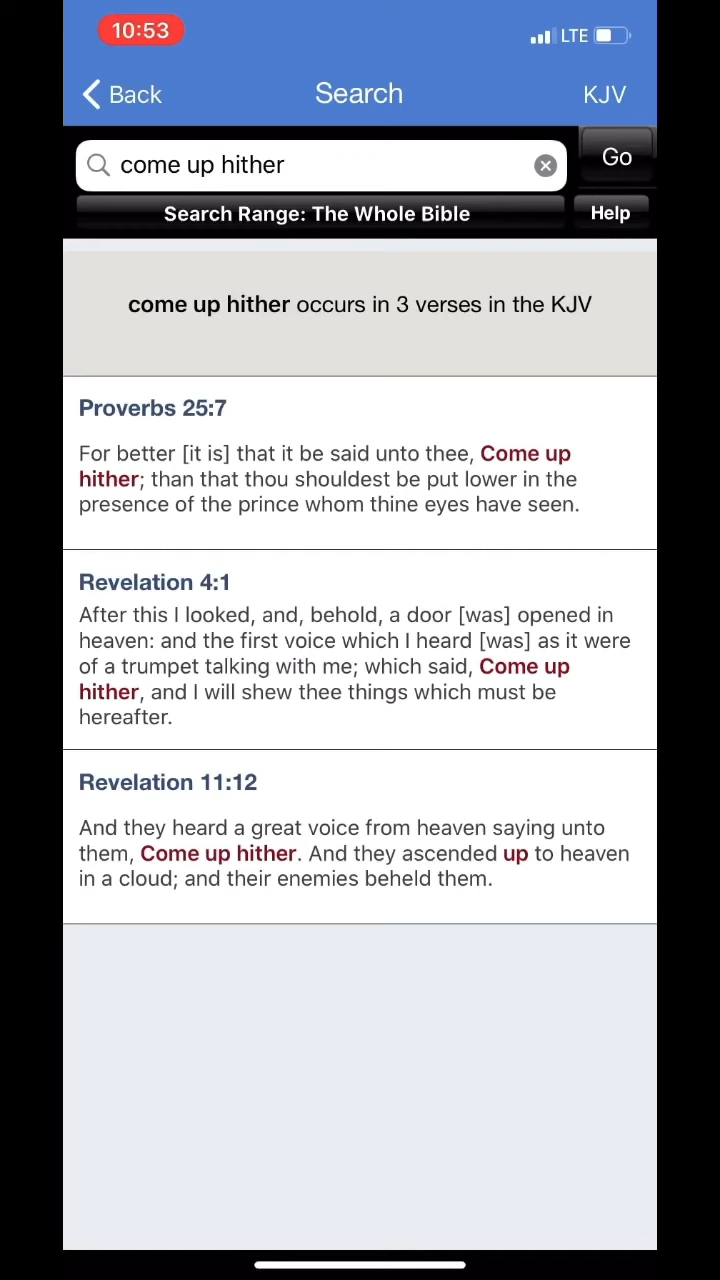 10:53
LTE
Back
Search
KJV
come up hither
Go
Search Range: The Whole Bible
Help
come up hither occurs in 3 verses in the KJV
Proverbs 25:7
For better [it is] that it be said unto thee, Come up
hither; than that thou shouldest be put lower in the
presence of the prince whom thine eyes have seen.
Revelation 4:1
After this I looked, and, behold, a door [was] opened in
heaven: and the first voice which I heard [was] as it were
of a trumpet talking with me; which said, Come up
hither, and I will shew thee things which must be
hereafter.
Revelation 11:12
And they heard a great voice from heaven saying unto
them, Come up hither. And they ascended up to heaven
in a cloud; and their enemies beheld them.